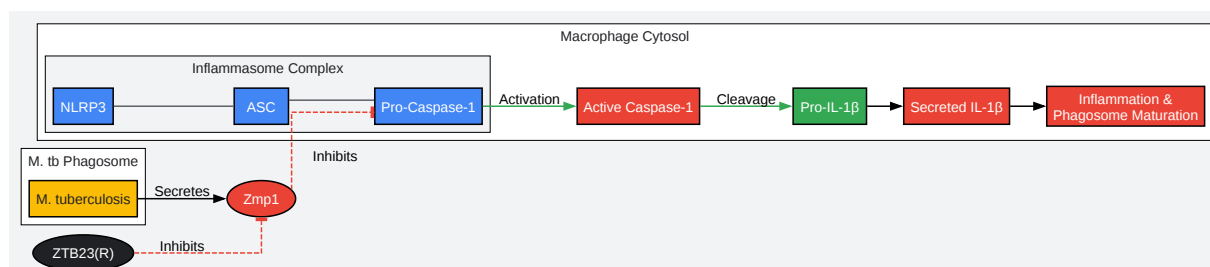 Macrophage Cytosol
Inflammasome Complex
NLRP3
ASC
Pro-Caspase-1
Activation
Active Caspase-1
Cleavage
Pro-IL-1β
Secreted IL-1β
Inflammation &
Phagosome Maturation
Inhibits
M. tb Phagosome
M. tuberculosis
Secretes
Zmp1
ZTB23(R)
Inhibits